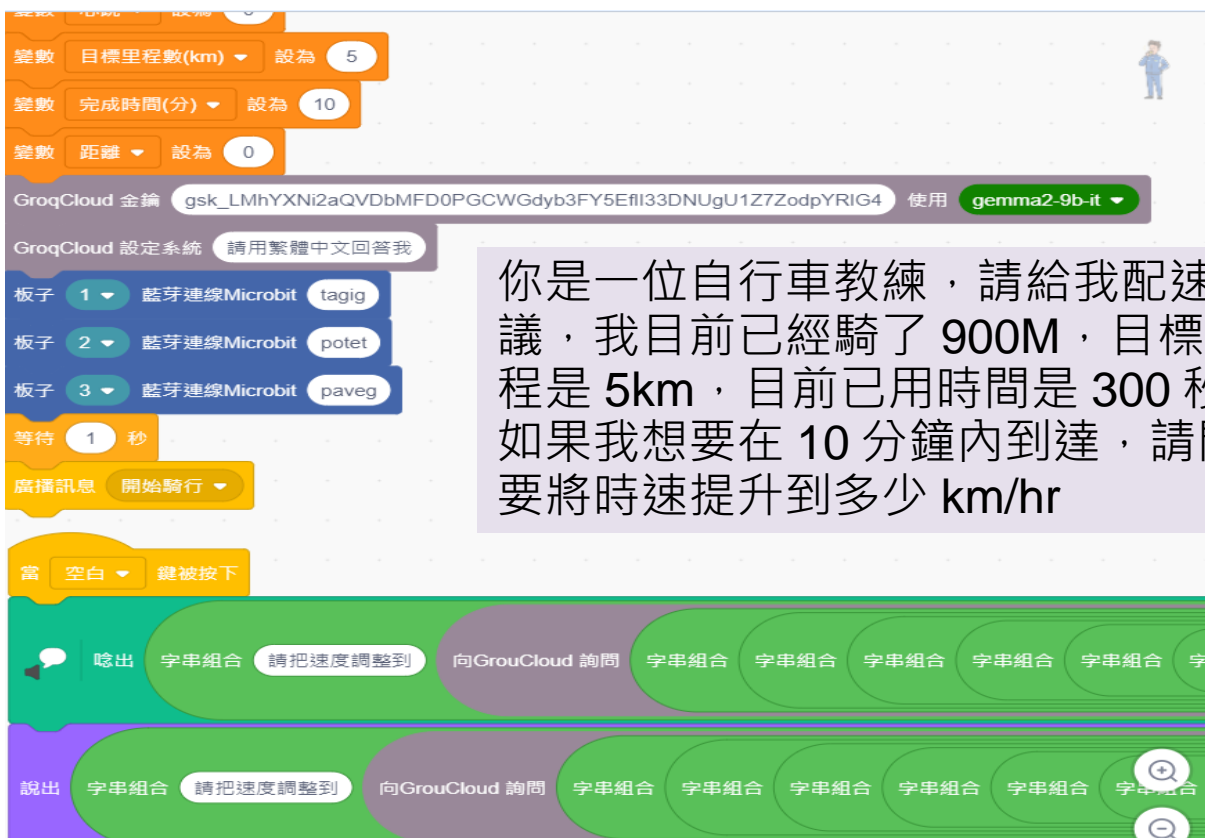 變數 目標里程數(km) 設為 5
變數 完成時間(分) 設為 10
變數 距離 設為 0
GroqCloud 金鑰 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 使用 gemma2-9b-it
GroqCloud 設定系統 請用繁體中文回答我
板子 1 藍芽連線Microbit tagig
板子 2 藍芽連線Microbit potet
板子 3 藍芽連線Microbit paveg
等待 1 秒
廣播訊息 開始騎行
你是一位自行車教練，請給我配速
議，我目前已經騎了 900M，目標
程是 5km，目前已用時間是 300 秒
如果我想要在 10 分鐘內到達，請
要將時速提升到多少 km/hr
當 空白 鍵被按下
唸出 字串組合 請把速度調整到 向GrouCloud 詢問 字串組合 字串組合 字串組合 字串組合 字串組合 字
說出 字串組合 請把速度調整到 向GrouCloud 詢問 字串組合 字串組合 字串組合 字串組合 字串組合